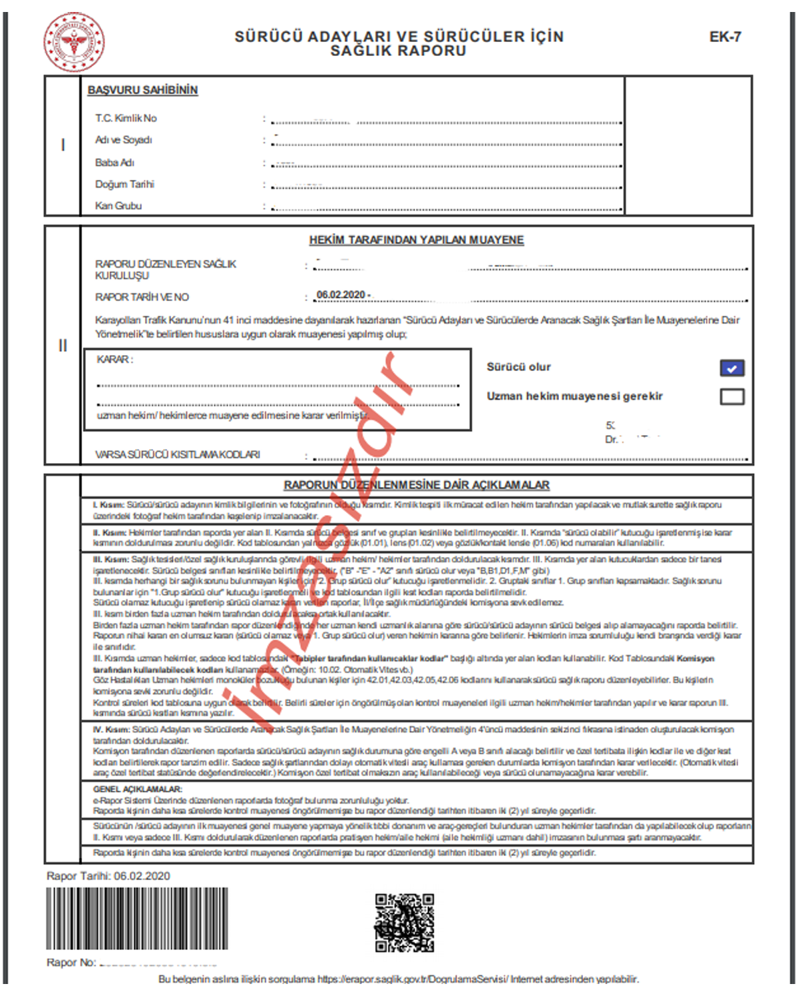 SÜRÜCÜ ADAYLARI VE SÜRÜCÜLER İÇİN
SAĞLIK RAPORU
EK-7
I
BAŞVURU SAHİBİNİN
T.C. Kimlik No :
Adı ve Soyadı :
Baba Adı :
Doğum Tarihi :
Kan Grubu :
II
HEKİM TARAFINDAN YAPILAN MUAYENE
RAPORU DÜZENLEYEN SAĞLIK
KURULUŞU :
RAPOR TARİH VE NO : 06.02.2020 -
Karayolları Trafik Kanunu'nun 41 inci maddesine dayanılarak hazırlanan "Sürücü Adayları ve Sürücülerde Aranacak Sağlık Şartları İle Muayenelerine Dair
Yönetmelik"te belirtilen hususlara uygun olarak muayenesi yapılmış olup;
KARAR :
uzman hekim/ hekimlerce muayene edilmesine karar verilmiştir.
Sürücü olur
Uzman hekim muayenesi gerekir
Dr.
VARSA SÜRÜCÜ KISITLAMA KODLARI :
İmzasızdır
RAPORUN DÜZENLENMESİNE DAİR AÇIKLAMALAR
I. Kısım: Sürücü/sürücü adayının kimlik bilgilerinin ve fotoğrafının olduğu kısımdır. Kimlik tespiti ilk müracat edilen hekim tarafından yapılacak ve mutlak surette sağlık raporu
üzerindeki fotoğraf hekim tarafından kaşelenip imzalanacaktır.
II. Kısım: Hekimler tarafından raporda yer alan II. Kısımda sürücü belgesi sınıf ve grupları kesinlikle belirtilmeyecektir. II. Kısımda "sürücü olabilir" kutucuğu işaretlenmiş ise karar
kısmının doldurulması zorunlu değildir. Kod tablosundan yalnızca gözlük (01.01), lens (01.02) veya gözlük/kontakt lensle (01.06) kod numaraları kullanılabilir.
III. Kısım: Sağlık tesisleri/özel sağlık kuruluşlarında görevli ilgili uzman hekim/ hekimler tarafından doldurulacak kısımdır. III. Kısımda yer alan kutucuklardan sadece bir tanesi
işaretlenecektir. Sürücü belgesi sınıfları kesinlikle belirtilmeyecektir. ("B" -"E" - "A2" sınıfı sürücü olur veya "B,B1,D1,F,M" gibi)
III. kısımda herhangi bir sağlık sorunu bulunmayan kişiler için "2. Grup sürücü olur" kutucuğu işaretlenmelidir. 2. Gruptaki sınıflar 1. Grup sınıfları kapsamaktadır. Sağlık sorunu
bulunanlar için "1.Grup sürücü olur" kutucuğu işaretlenmeli ve kod tablosundan ilgili kısıt kodları raporda belirtilmelidir.
Sürücü olamaz kutucuğu işaretlenip sürücü olamaz kararı verilen raporlar, İl/İlçe sağlık müdürlüğündeki komisyona sevk edilemez.
III. kısım birden fazla uzman hekim tarafından doldurulacaksa ortak kullanılacaktır.
Birden fazla uzman hekim tarafından rapor düzenlendiğinde her uzman kendi uzmanlık alanına göre sürücü/sürücü adayının sürücü belgesi alıp alamayacağını raporda belirtilir.
Raporun nihai kararı en olumsuz kararı (sürücü olamaz veya 1. Grup sürücü olur) veren hekimin kararına göre belirlenir. Hekimlerin imza sorumluluğu kendi branşında verdiği karar
ile sınırlıdır.
III. Kısımda uzman hekimler, sadece kod tablosundaki "Tabipler tarafından kullanıcaklar kodlar" başlığı altında yer alan kodları kullanabilir. Kod Tablosundaki Komisyon
tarafından kullanılabilecek kodları kullanamazlar. (Örneğin: 10.02. Otomatik Vites vb.)
Göz Hastalıkları Uzman hekimleri monoküler bozukluğu bulunan kişiler için 42.01,42.03,42.05,42.06 kodlarını kullanarak sürücü sağlık raporu düzenleyebilirler. Bu kişilerin
komisyona sevki zorunlu değildir.
Kontrol süreleri kod tablosuna uygun olarak belirtilir. Belirli süreler için öngörülmüş olan kontrol muayeneleri ilgili uzman hekim/hekimler tarafından yapılır ve karar raporun III.
kısmında sürücü kısıtları kısmına yazılır.
IV. Kısım: Sürücü Adayları ve Sürücülerde Aranacak Sağlık Şartları İle Muayenelerine Dair Yönetmeliğin 4'üncü maddesinin sekizinci fıkrasına istinaden oluşturulacak komisyon
tarafından doldurulacaktır.
Komisyon tarafından düzenlenen raporlarda sürücü/sürücü adayının sağlık durumuna göre engelli A veya B sınıfı alacağı belirtilir ve özel tertibata ilişkin kodlar ile ve diğer kısıt
kodları belirtilerek rapor tanzim edilir. Sadece sağlık şartlarından dolayı otomatik vitesli araç kullaması gereken durumlarda komisyon tarafından karar verilecektir. (Otomatik vitesli
araç özel tertibat statüsünde değerlendirelecektir.) Komisyon özel tertibat olmaksızın araç kullanılabileceği veya sürücü olunamayacağına karar verebilir.
GENEL AÇIKLAMALAR:
e-Rapor Sistemi Üzerinde düzenlenen raporlarda fotoğraf bulunma zorunluluğu yoktur.
Raporda kişinin daha kısa sürelerde kontrol muayenesi öngörülmemişse bu rapor düzenlendiği tarihten itibaren iki (2) yıl süreyle geçerlidir.
Sürücünün /sürücü adayının ilk muayenesi genel muayene yapmaya yönelik tıbbi donanım ve araç-gereçleri bulunduran uzman hekimler tarafından da yapılabilecek olup raporların
II. Kısmı veya sadece III. Kısmı doldurularak düzenlenen raporlarda pratisyen hekim/aile hekimi (aile hekimliği uzmanı dahil) imzasının bulunması şartı aranmayacaktır.
Raporda kişinin daha kısa sürelerde kontrol muayenesi öngörülmemişse bu rapor düzenlendiği tarihten itibaren iki (2) yıl süreyle geçerlidir.
Rapor Tarihi: 06.02.2020
Rapor No:
Bu belgenin aslına ilişkin sorgulama https://erapor.saglik.gov.tr/DogrulamaServisi/ Internet adresinden yapılabilir.